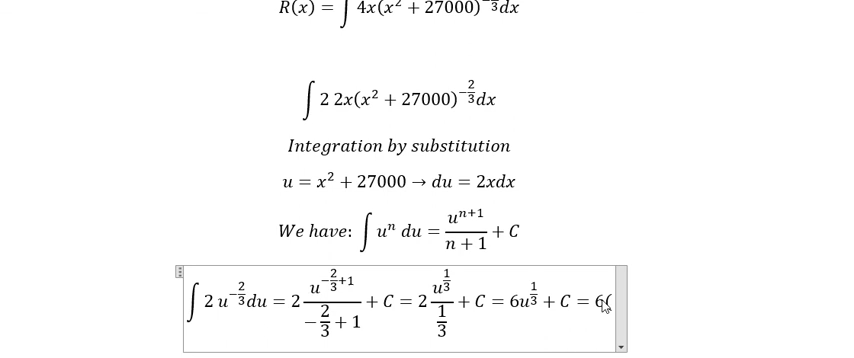 R(x) = ∫ 4x(x² + 27000)^(-2/3) dx
∫ 2 2x(x² + 27000)^(-2/3) dx
Integration by substitution
u = x² + 27000 → du = 2xdx
We have: ∫ uⁿ du = u^(n+1)/(n + 1) + C
∫ 2 u^(-2/3) du = 2 u^(-2/3+1)/(-2/3 + 1) + C = 2 u^(1/3)/(1/3) + C = 6u^(1/3) + C = 6(